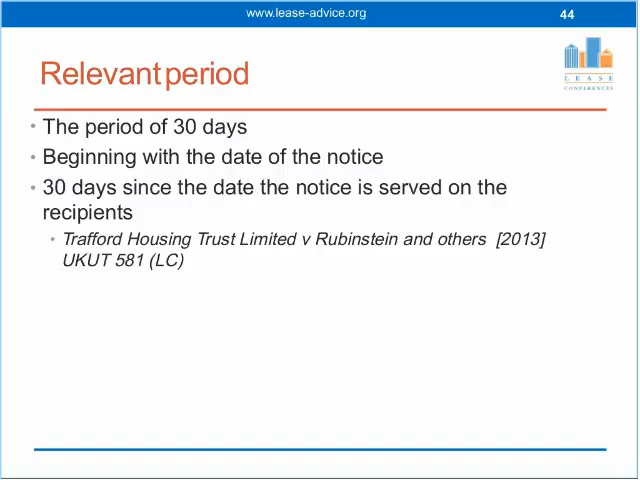 www.lease-advice.org
44
LEASE
CONFERENCES
Relevant period
• The period of 30 days
• Beginning with the date of the notice
• 30 days since the date the notice is served on the
recipients
• Trafford Housing Trust Limited v Rubinstein and others [2013]
UKUT 581 (LC)